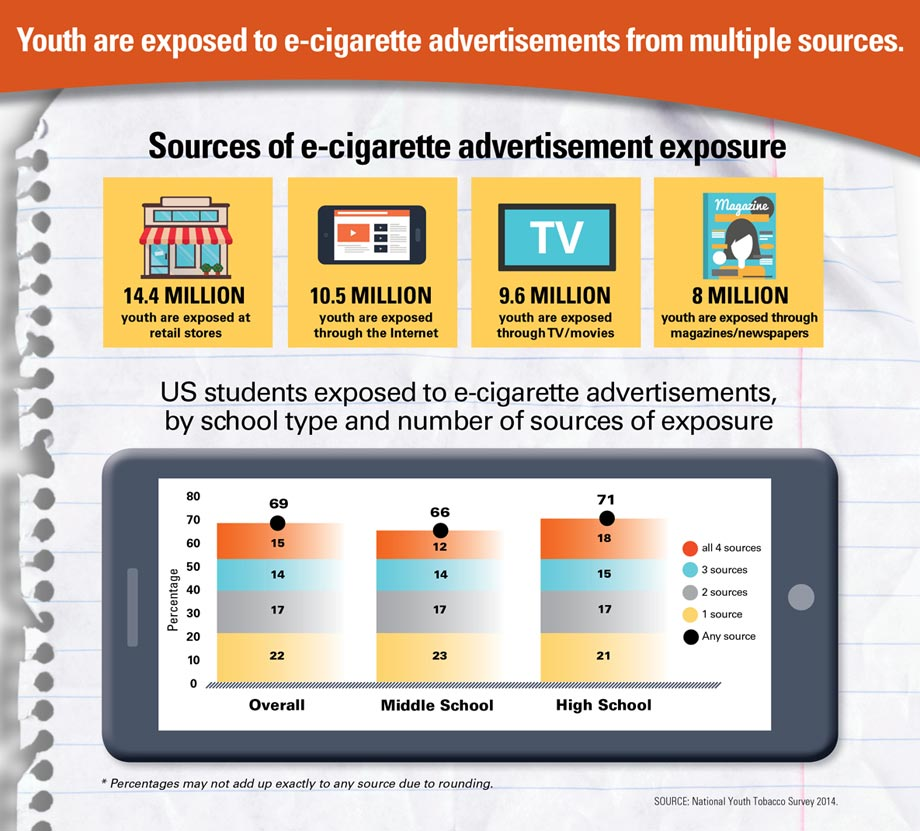 Youth are exposed to e-cigarette advertisements from multiple sources.
Sources of e-cigarette advertisement exposure
Magazine
TV
14.4 MILLION
youth are exposed at
retail stores
10.5 MILLION
youth are exposed
through the Internet
9.6 MILLION
youth are exposed
through TV/movies
8 MILLION
youth are exposed through
magazines/newspapers
US students exposed to e-cigarette advertisements,
by school type and number of sources of exposure
Percentage
80
70
60
50
40
30
20
10
0
69
15
14
17
22
Overall
66
12
14
17
23
Middle School
71
18
15
17
21
High School
all 4 sources
3 sources
2 sources
1 source
Any source
* Percentages may not add up exactly to any source due to rounding.
SOURCE: National Youth Tobacco Survey 2014.